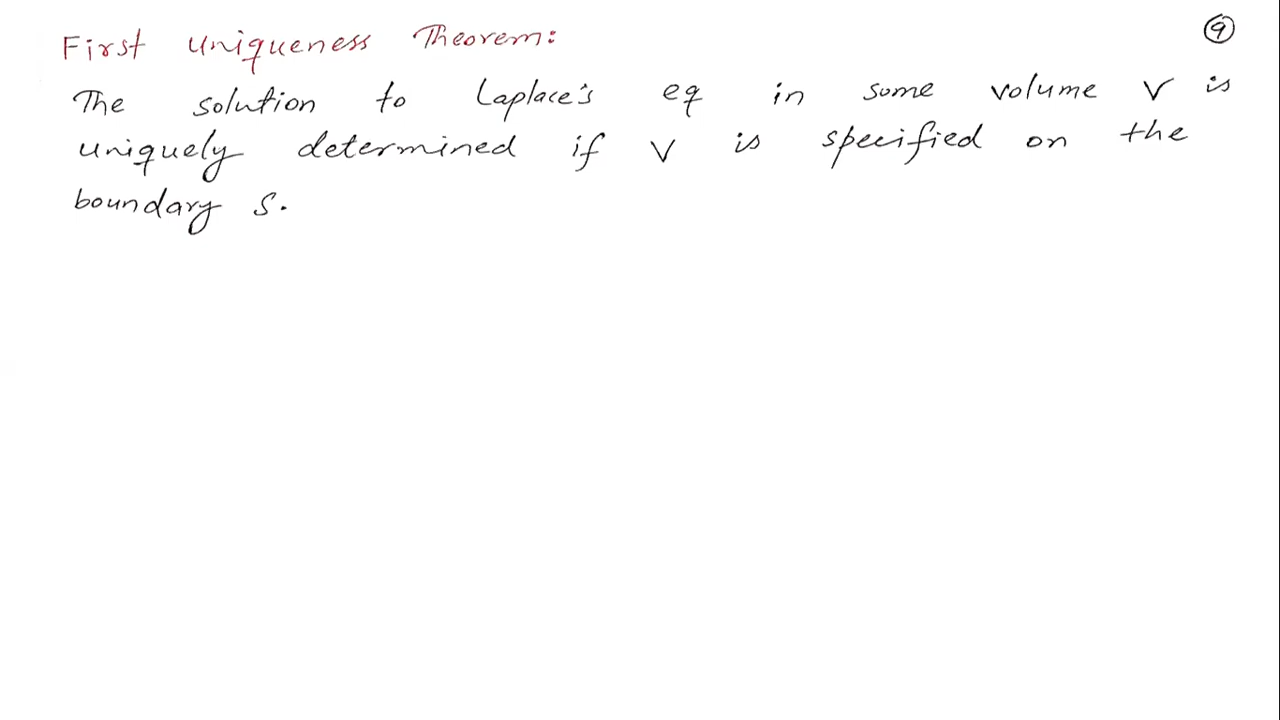 First Uniqueness Theorem:
9
The solution to Laplace's eq in some volume V is
uniquely determined if V is specified on the
boundary S.